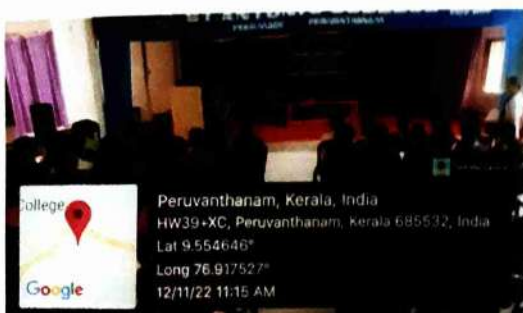 PERUVANTHANAM
College
Google
Peruvanthanam, Kerala, India
HW39+XC, Peruvanthanam, Kerala 685532, India
Lat 9.554646°
Long 76.917527°
12/11/22 11:15 AM